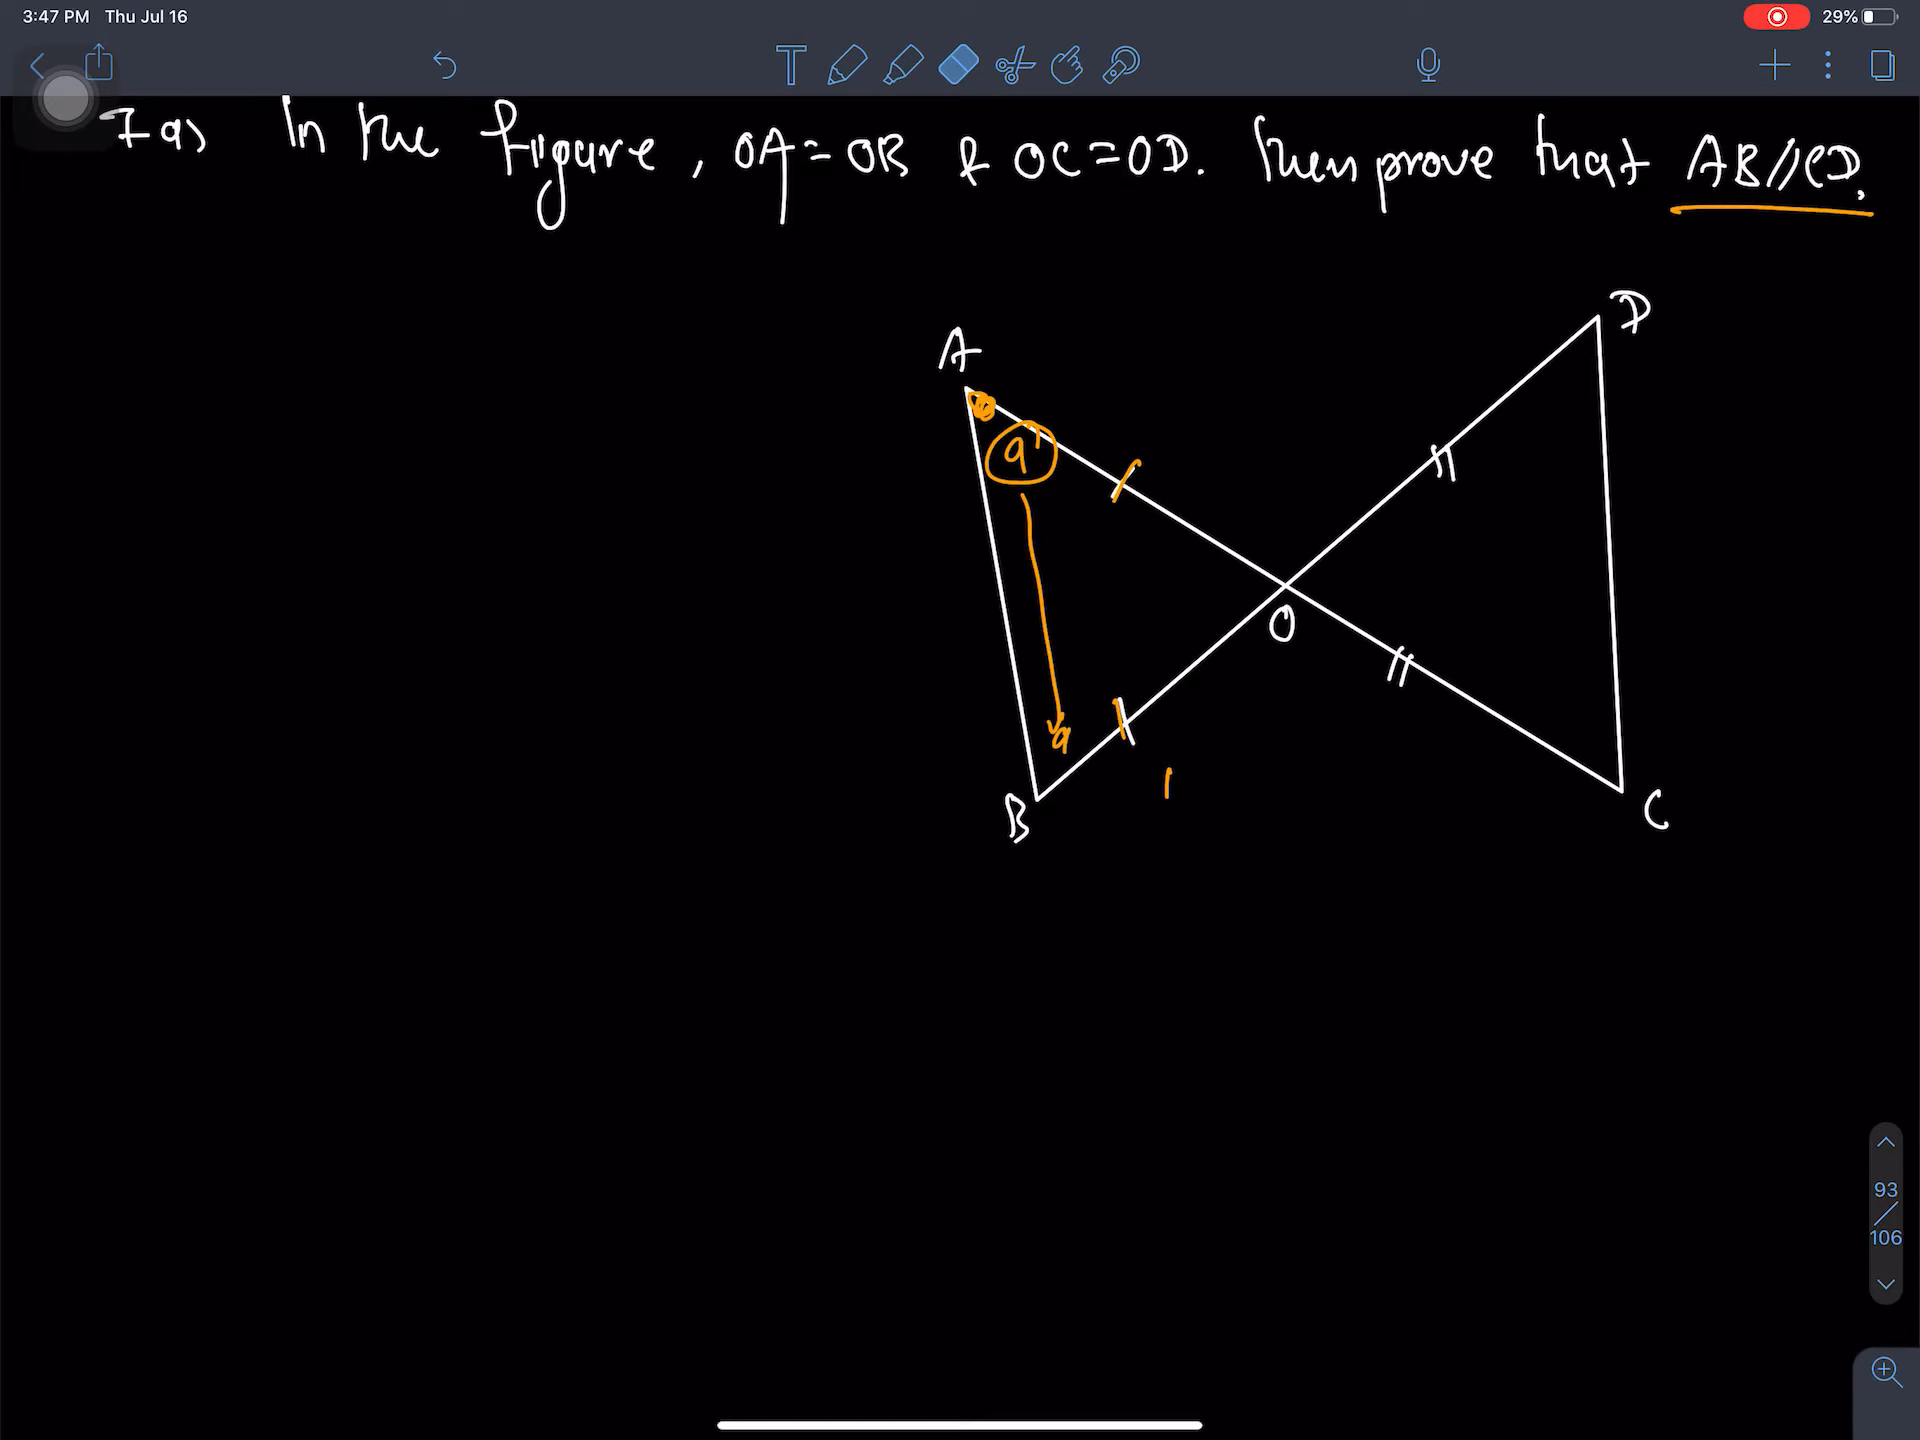 3:47 PM Thu Jul 16
29%
7 a) In the figure, OA = OB & OC = OD. Then prove that AB // CD.
D
A
a
O
a
B
C
93
106